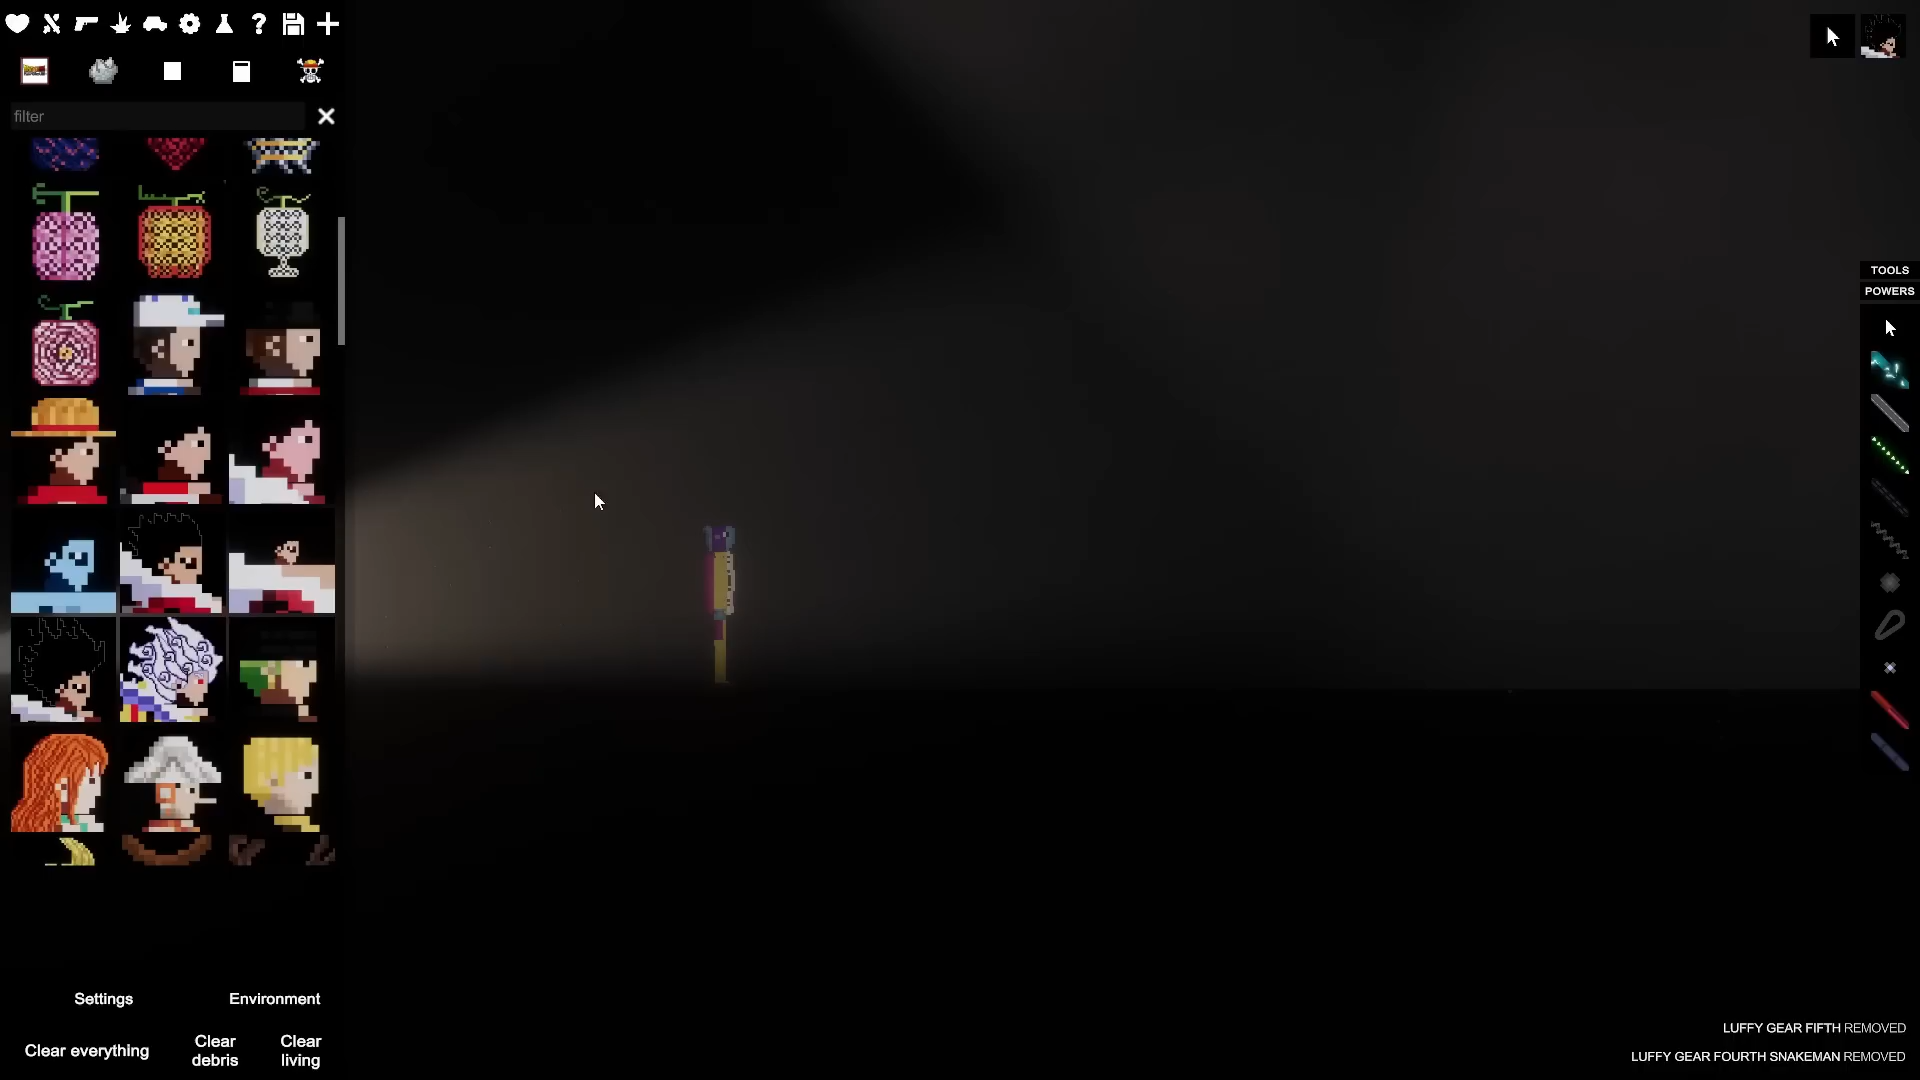 filter
TOOLS
POWERS
Settings
Environment
Clear everything
Clear
debris
Clear
living
LUFFY GEAR FIFTH REMOVED
LUFFY GEAR FOURTH SNAKEMAN REMOVED